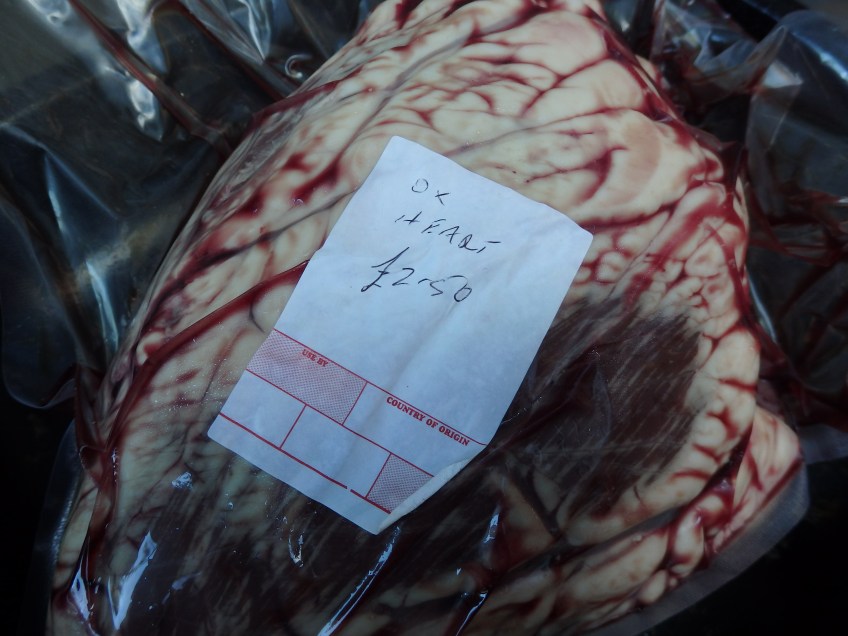 OX
HEART
£2.50
USE BY
COUNTRY OF ORIGIN